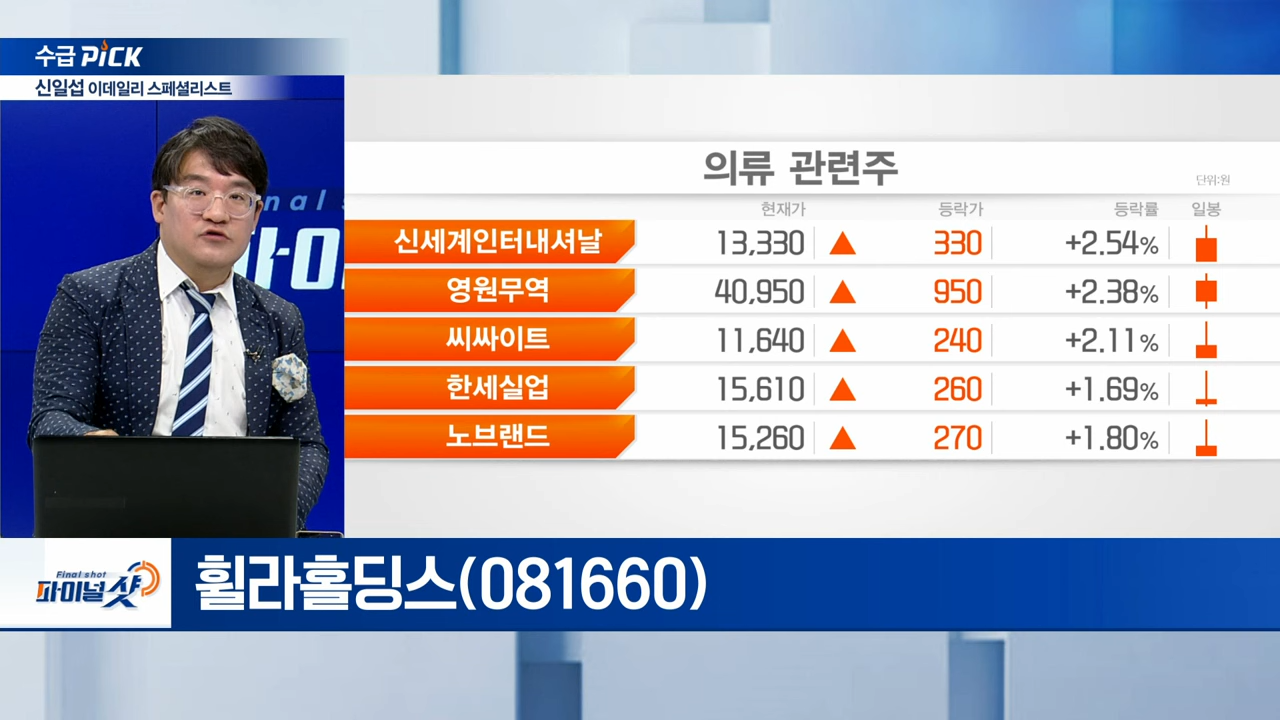 수급 PiCK
신일섭 이데일리 스페셜리스트
nal s
파이
의류 관련주
단위:원
현재가 등락가 등락률 일봉
신세계인터내셔날 13,330 ▲ 330 +2.54%
영원무역 40,950 ▲ 950 +2.38%
씨싸이트 11,640 ▲ 240 +2.11%
한세실업 15,610 ▲ 260 +1.69%
노브랜드 15,260 ▲ 270 +1.80%
Final shot
파이널샷
휠라홀딩스(081660)